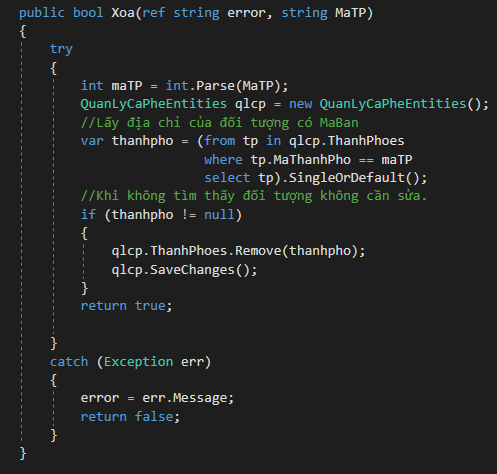 public bool Xoa(ref string error, string MaTP)
{
try
{
int maTP = int.Parse(MaTP);
QuanLyCaPheEntities qlcp = new QuanLyCaPheEntities();
//Lấy địa chỉ của đối tượng có MaBan
var thanhpho = (from tp in qlcp.ThanhPhoes
where tp.MaThanhPho == maTP
select tp).SingleOrDefault();
//Khi không tìm thấy đối tượng không cần sửa.
if (thanhpho != null)
{
qlcp.ThanhPhoes.Remove(thanhpho);
qlcp.SaveChanges();
}
return true;
}
catch (Exception err)
{
error = err.Message;
return false;
}
}